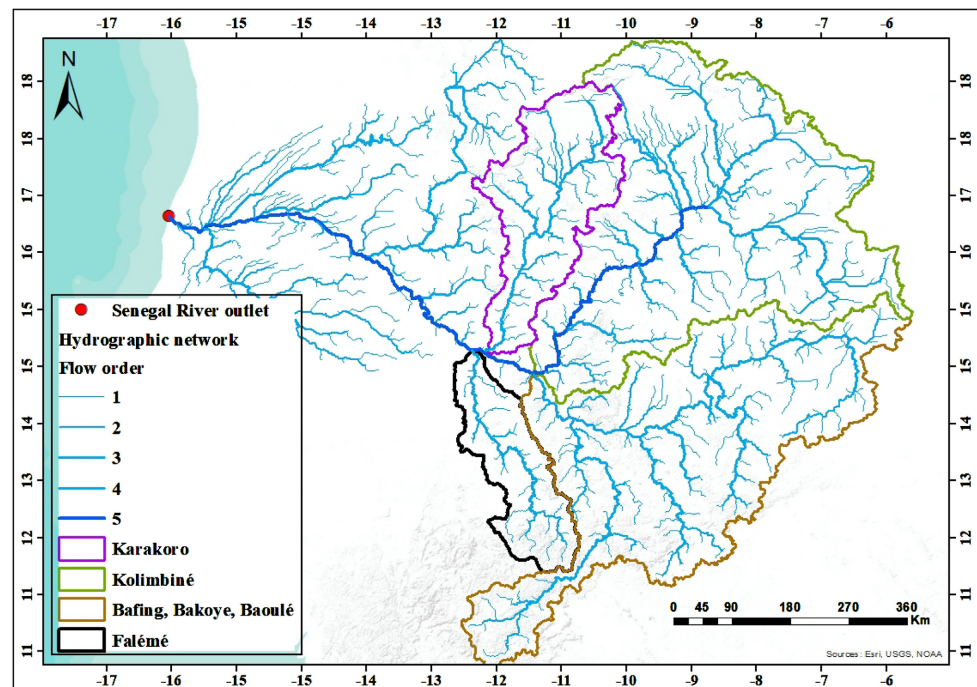 -17 -16 -15 -14 -13 -12 -11 -10 -9 -8 -7 -6
N
18 18
18 18
17 17
16 16
15 15
Senegal River outlet
Hydrographic network
15 15
Flow order
1
14 14
2
3
13 13
4
12 12
5
Karakoro
11 11
Kolimbiné
Bafing, Bakoye, Baoulé
0 45 90 180 270 360
Km
Falémé
11 11
Sources: Esri, USGS, NOAA
-17 -16 -15 -14 -13 -12 -11 -10 -9 -8 -7 -6